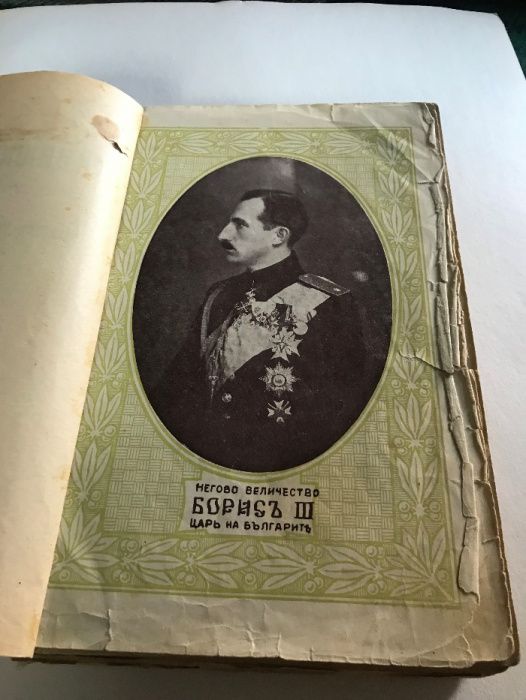 НЕГОВО ВЕЛИЧЕСТВО
БОРИСЪ III
ЦАРЬ НА БЪЛГАРИТѢ